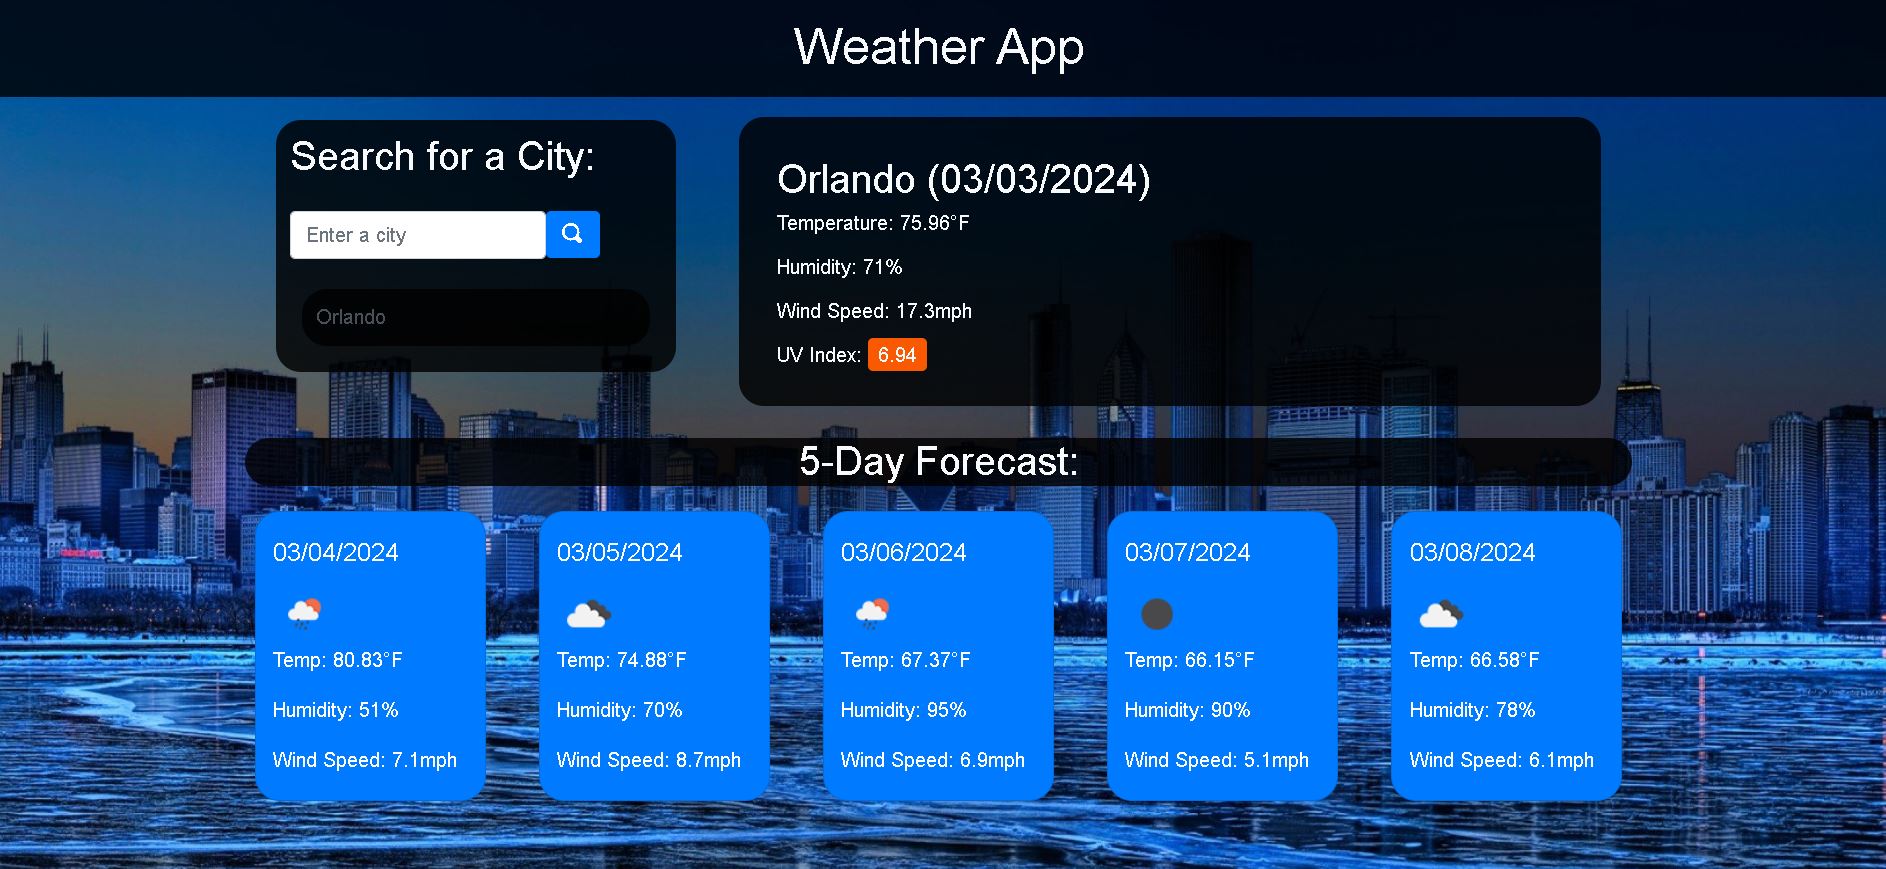 Weather App
Search for a City:
Enter a city
Orlando
Orlando (03/03/2024)
Temperature: 75.96°F
Humidity: 71%
Wind Speed: 17.3mph
UV Index: 6.94
5-Day Forecast:
03/04/2024
Temp: 80.83°F
Humidity: 51%
Wind Speed: 7.1mph
03/05/2024
Temp: 74.88°F
Humidity: 70%
Wind Speed: 8.7mph
03/06/2024
Temp: 67.37°F
Humidity: 95%
Wind Speed: 6.9mph
03/07/2024
Temp: 66.15°F
Humidity: 90%
Wind Speed: 5.1mph
03/08/2024
Temp: 66.58°F
Humidity: 78%
Wind Speed: 6.1mph